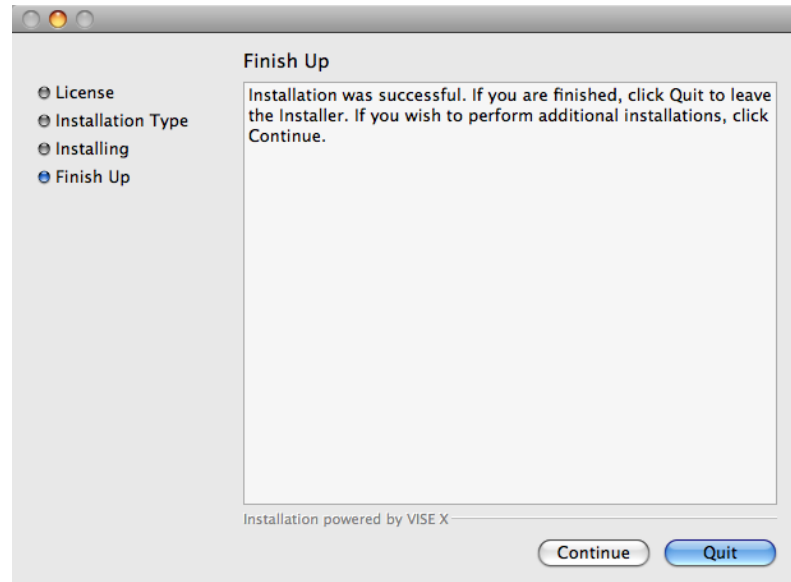 Finish Up
License
Installation Type
Installing
Finish Up
Installation was successful. If you are finished, click Quit to leave
the Installer. If you wish to perform additional installations, click
Continue.
Installation powered by VISE X
Continue
Quit